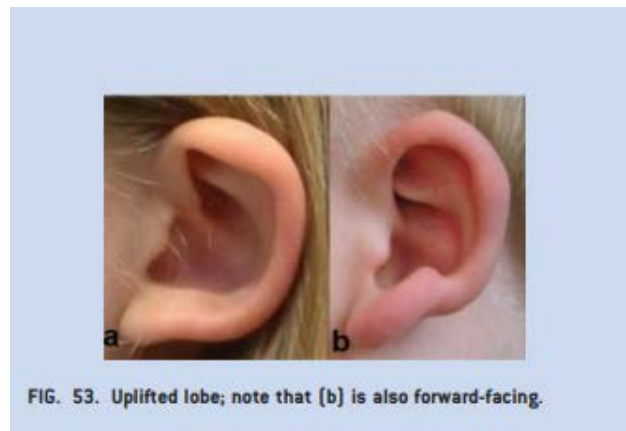 a b
FIG. 53. Uplifted lobe; note that (b) is also forward-facing.